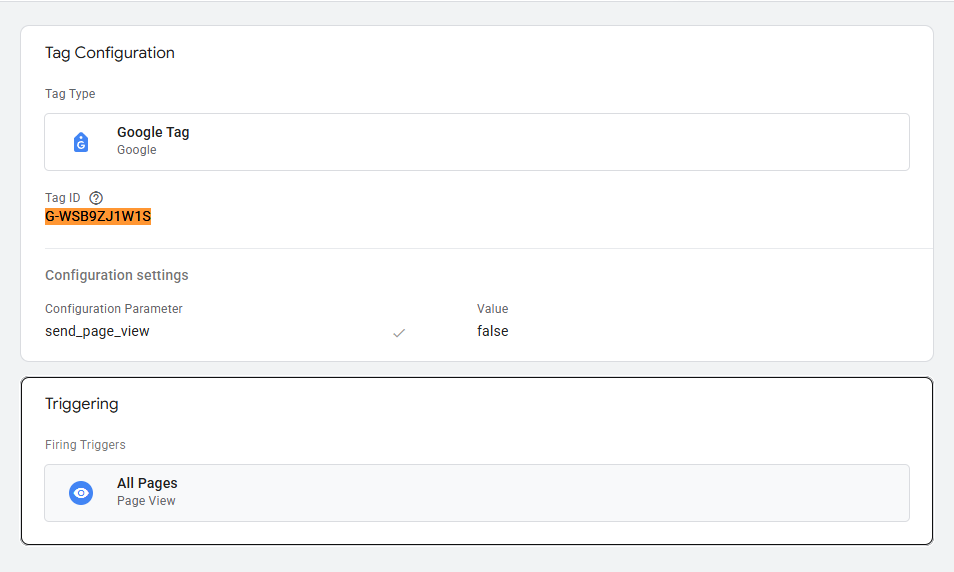 Tag Configuration
Tag Type
Google Tag
Google
Tag ID
G-WSB9ZJ1W1S
Configuration settings
Configuration Parameter Value
send_page_view false
Triggering
Firing Triggers
All Pages
Page View